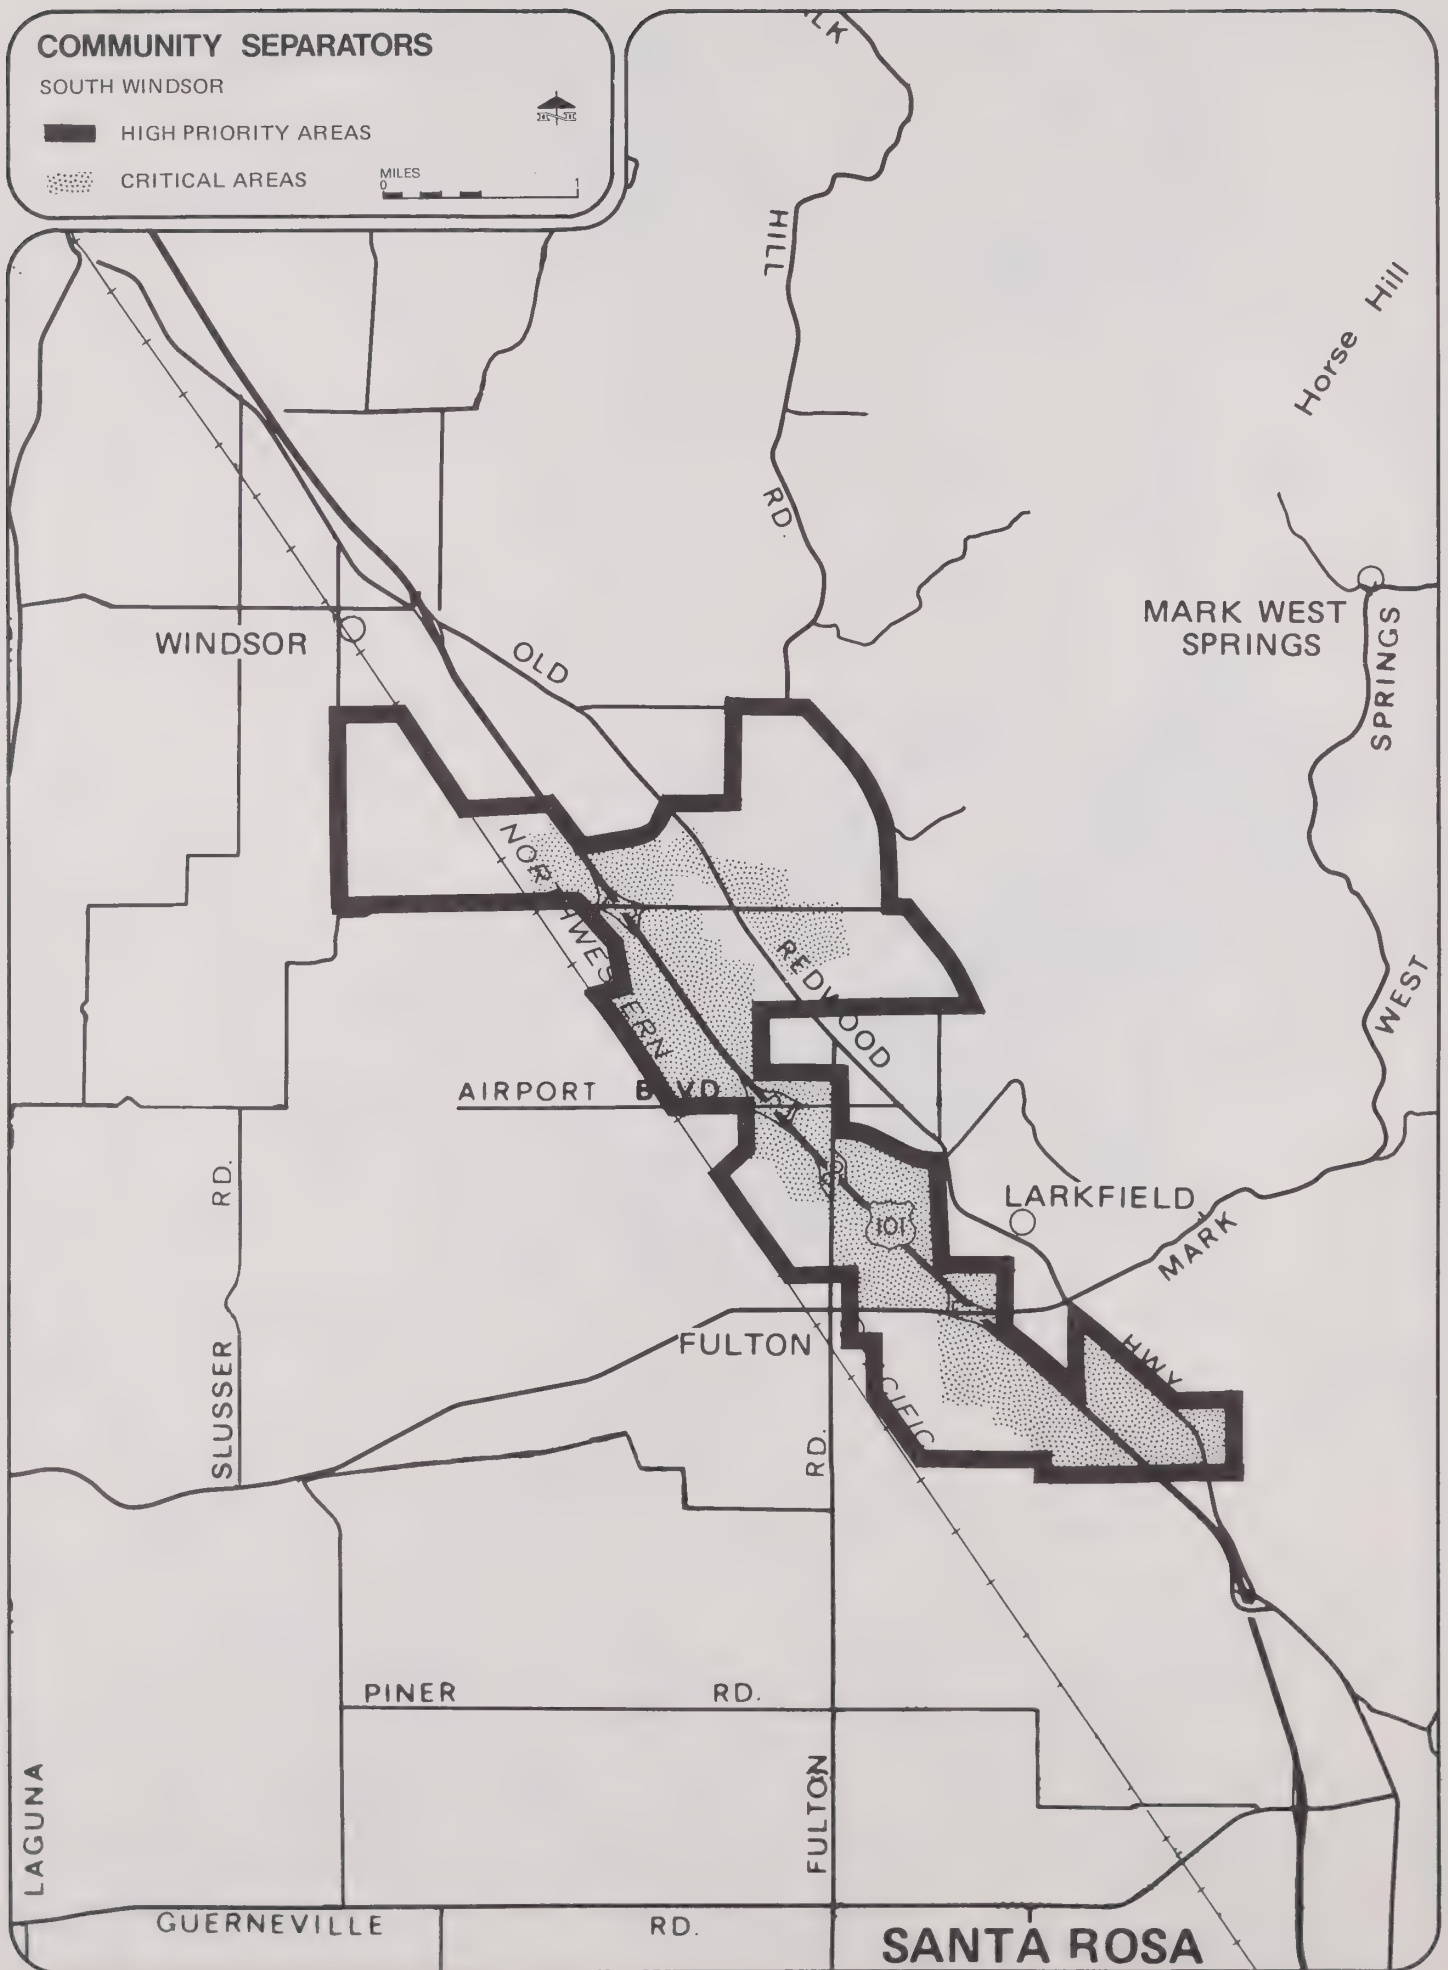 COMMUNITY SEPARATORS
SOUTH WINDSOR
HIGH PRIORITY AREAS
CRITICAL AREAS
MILES
0 1
HILL
RD.
Horse Hill
MARK WEST
SPRINGS
SPRINGS
WINDSOR
OLD
REDWOOD
WEST
AIRPORT BLVD
RD.
LARKFIELD
101
MARK
FULTON
HWY
SLUSSER
RD.
PINER RD.
LAGUNA
FULTON
GUERNEVILLE RD.
SANTA ROSA